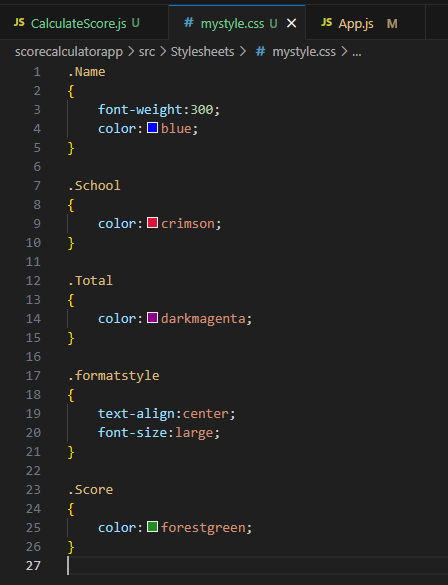 JS CalculateScore.js U # mystyle.css U × JS App.js M
scorecalculatorapp > src > Stylesheets > # mystyle.css > ...
1 .Name
2 {
3 font-weight:300;
4 color: blue;
5 }
6
7 .School
8 {
9 color: crimson;
10 }
11
12 .Total
13 {
14 color: darkmagenta;
15 }
16
17 .formatstyle
18 {
19 text-align:center;
20 font-size:large;
21 }
22
23 .Score
24 {
25 color: forestgreen;
26 }
27